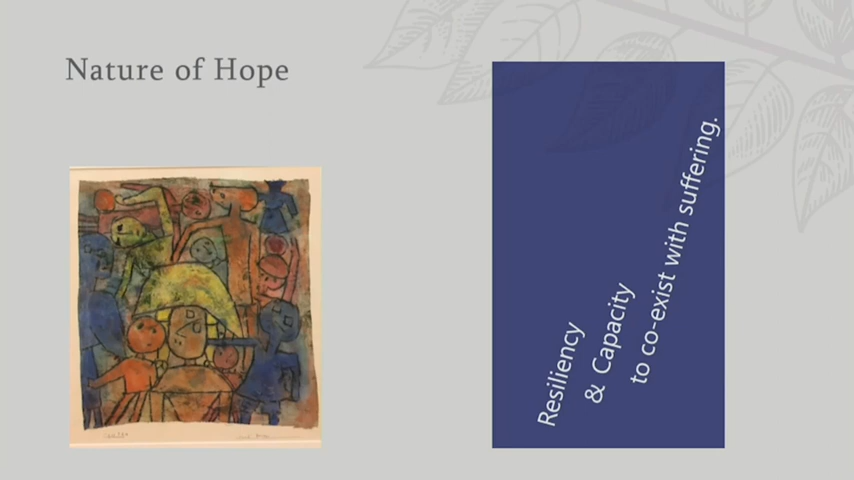 Nature of Hope
Resiliency
& Capacity
to co-exist with suffering.